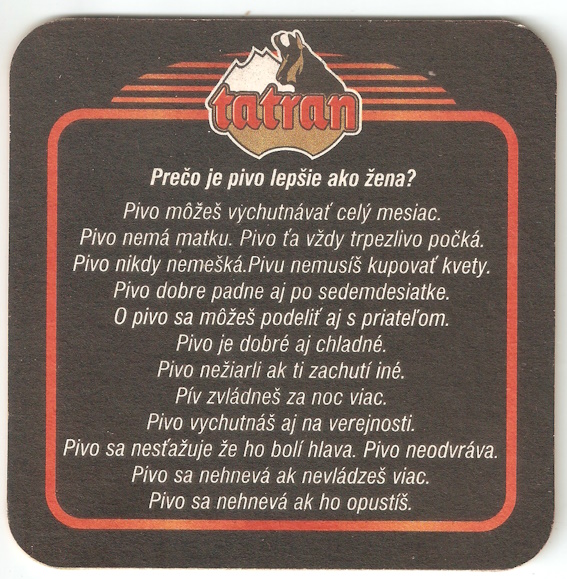 tatran
Prečo je pivo lepšie ako žena?
Pivo môžeš vychutnávať celý mesiac.
Pivo nemá matku. Pivo ťa vždy trpezlivo počká.
Pivo nikdy nemešká.Pivu nemusíš kupovať kvety.
Pivo dobre padne aj po sedemdesiatke.
O pivo sa môžeš podeliť aj s priateľom.
Pivo je dobré aj chladné.
Pivo nežiarli ak ti zachutí iné.
Pív zvládneš za noc viac.
Pivo vychutnáš aj na verejnosti.
Pivo sa nesťažuje že ho bolí hlava. Pivo neodvráva.
Pivo sa nehnevá ak nevládzeš viac.
Pivo sa nehnevá ak ho opustíš.